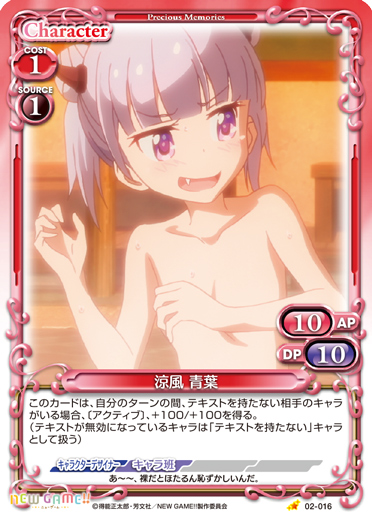 Precious Memories
Character
COST
1
SOURCE
1
10 AP
DP 10
涼風 青葉
このカードは、自分のターンの間、テキストを持たない相手のキャラ
がいる場合、〔アクティブ〕、+100/+100を得る。
(テキストが無効になっているキャラは「テキストを持たない」キャラ
として扱う)
キャラクターデザイナー キャラ班
あ〜〜、裸だとほたるん恥ずかしいんだ。
NEW GAME!!
©得能正太郎・芳文社/NEW GAME!!製作委員会
02-016